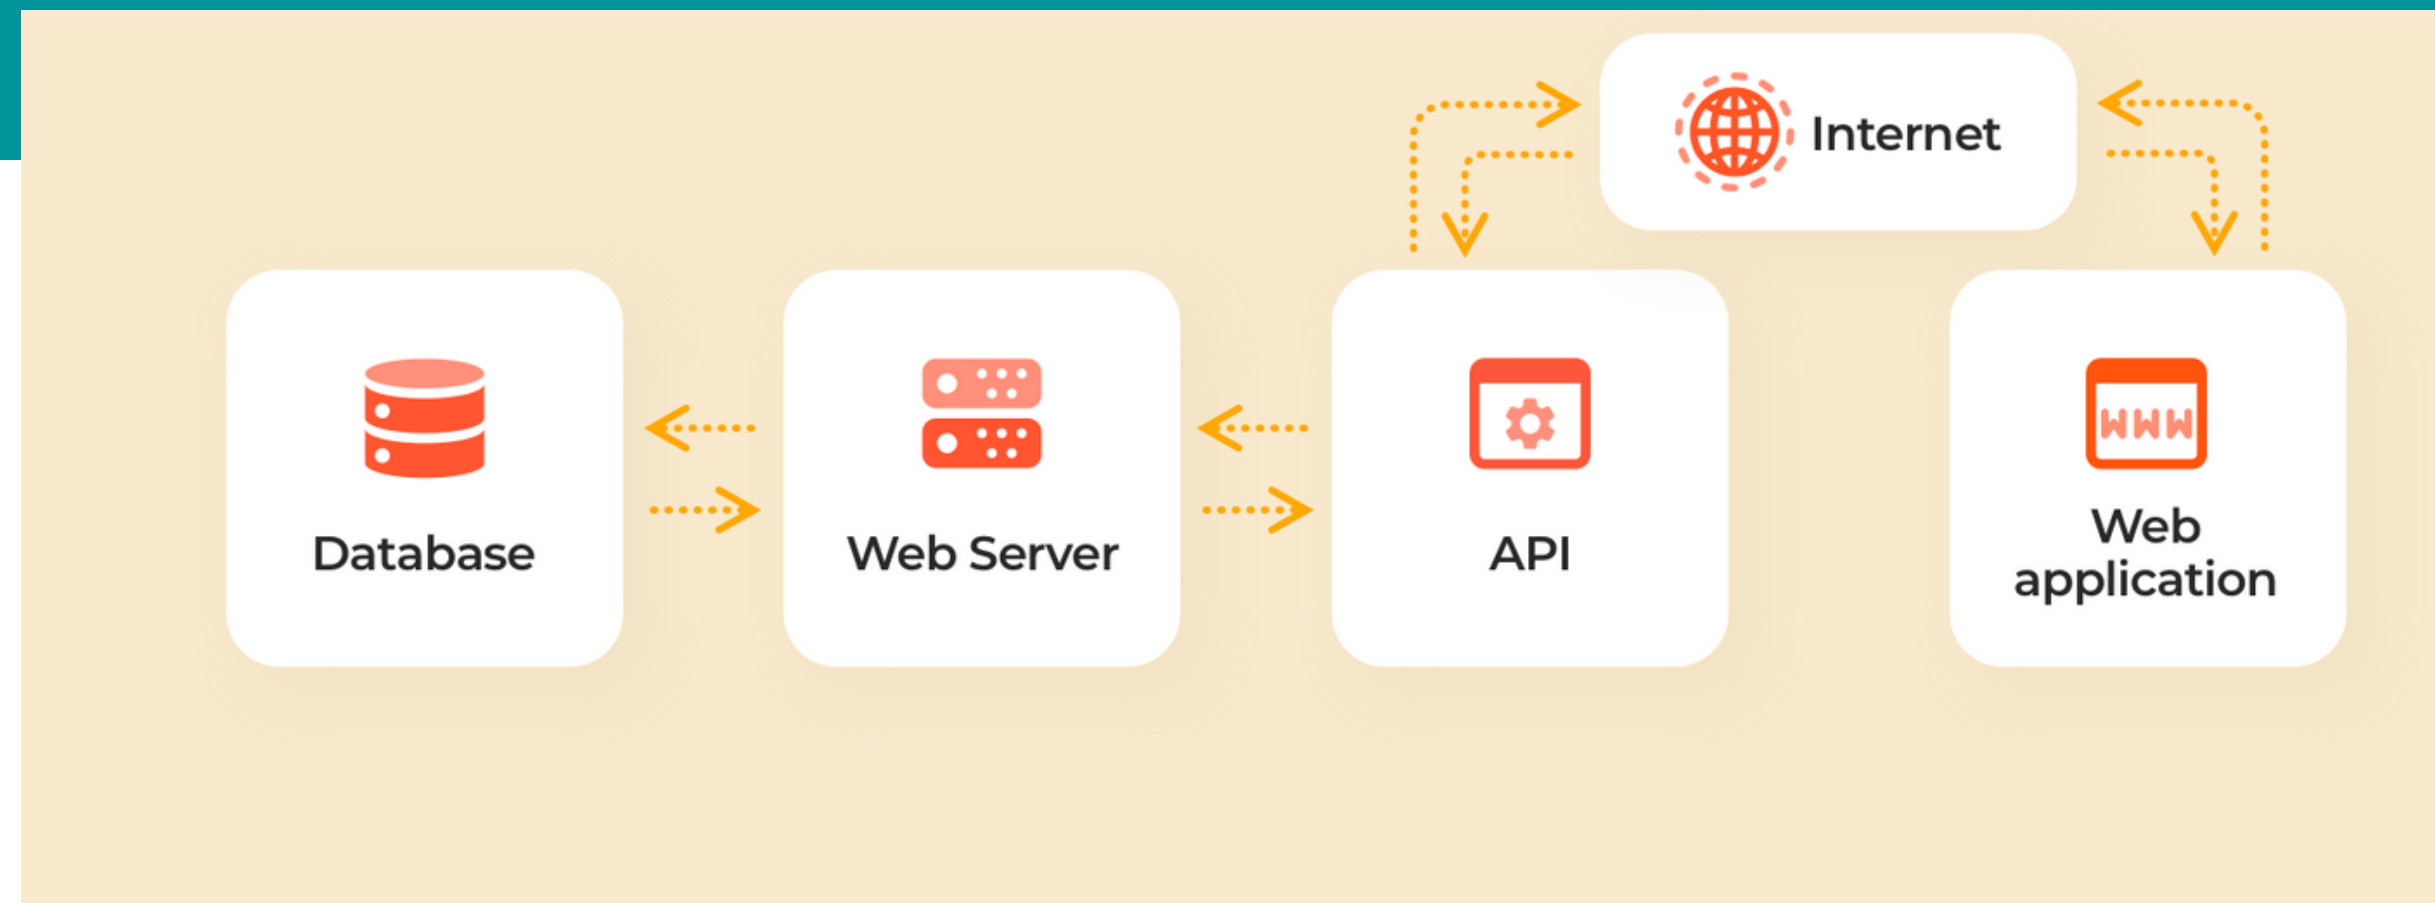 Internet
Database
Web Server
API
WWW
Web
application